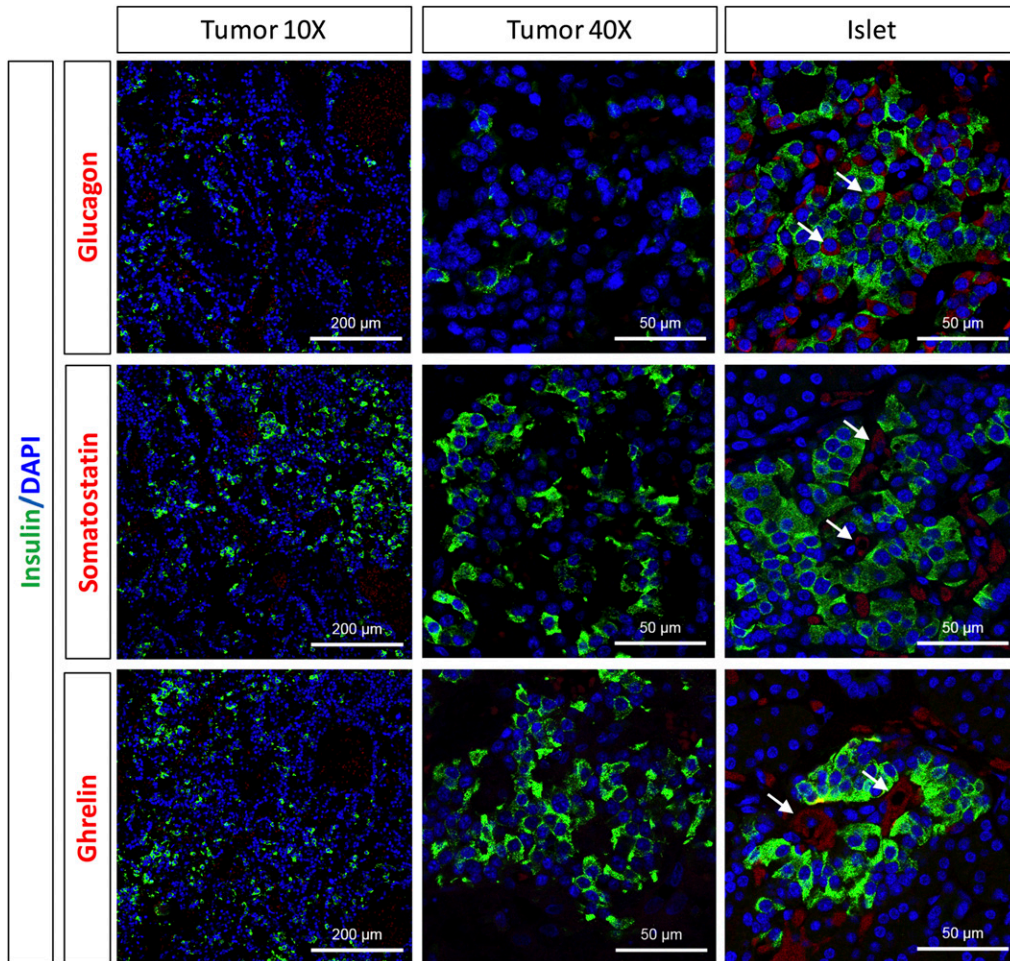 Tumor 10X
Tumor 40X
Islet
Insulin/DAPI
Glucagon
200 µm
50 µm
50 µm
Somatostatin
200 µm
50 µm
50 µm
Ghrelin
200 µm
50 µm
50 µm